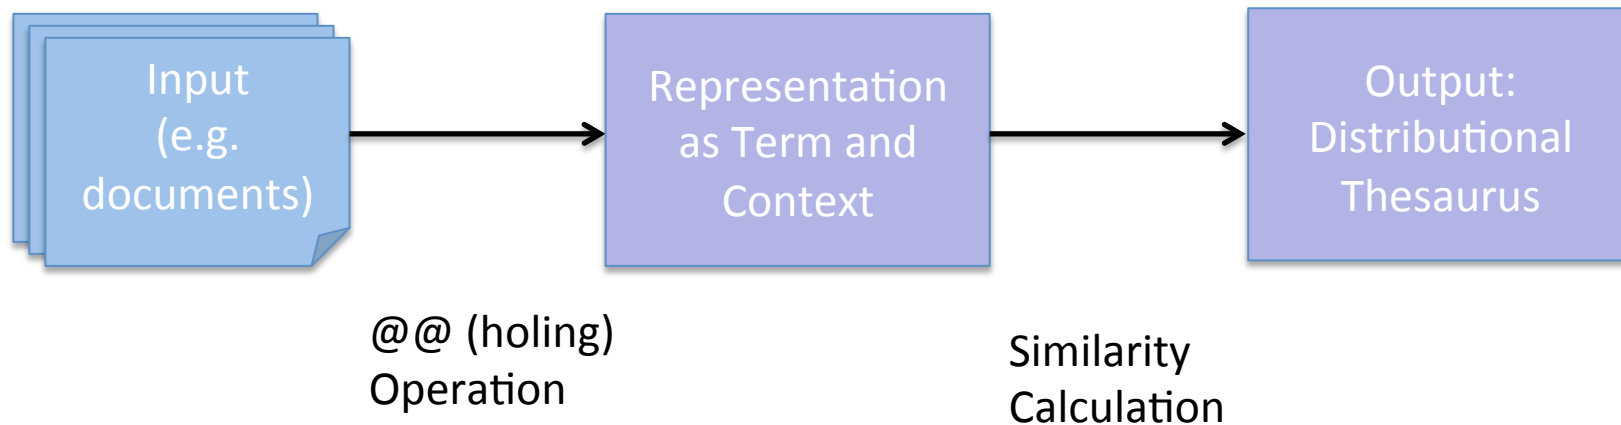 Input
(e.g.
documents)
Representation
as Term and
Context
Output:
Distributional
Thesaurus
@@ (holing)
Operation
Similarity
Calculation